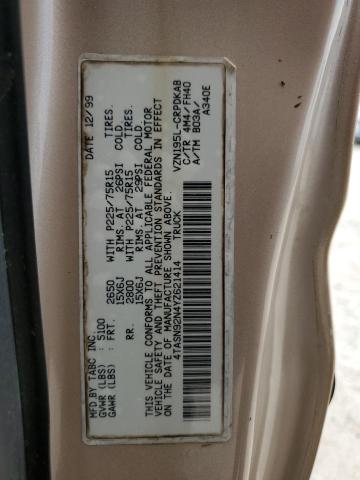 MFD BY TABC INC. DATE 12/99
GVWR (LBS) : 5100
GAWR (LBS) : FRT. 2650 WITH P225/75R15 TIRES.
15X6J RIMS.AT 26PSI COLD.
RR. 2800 WITH P225/75R15 TIRES.
15X6J RIMS.AT 29PSI COLD.
THIS VEHICLE CONFORMS TO ALL APPLICABLE FEDERAL MOTOR
VEHICLE SAFETY AND THEFT PREVENTION STANDARDS IN EFFECT
ON THE DATE OF MANUFACTURE SHOWN ABOVE.
4TASN92N4YZ621414 TRUCK
VZN195L-CRPDKAB
C/TR 4M4/FH40
A/TM B03A/
A340E